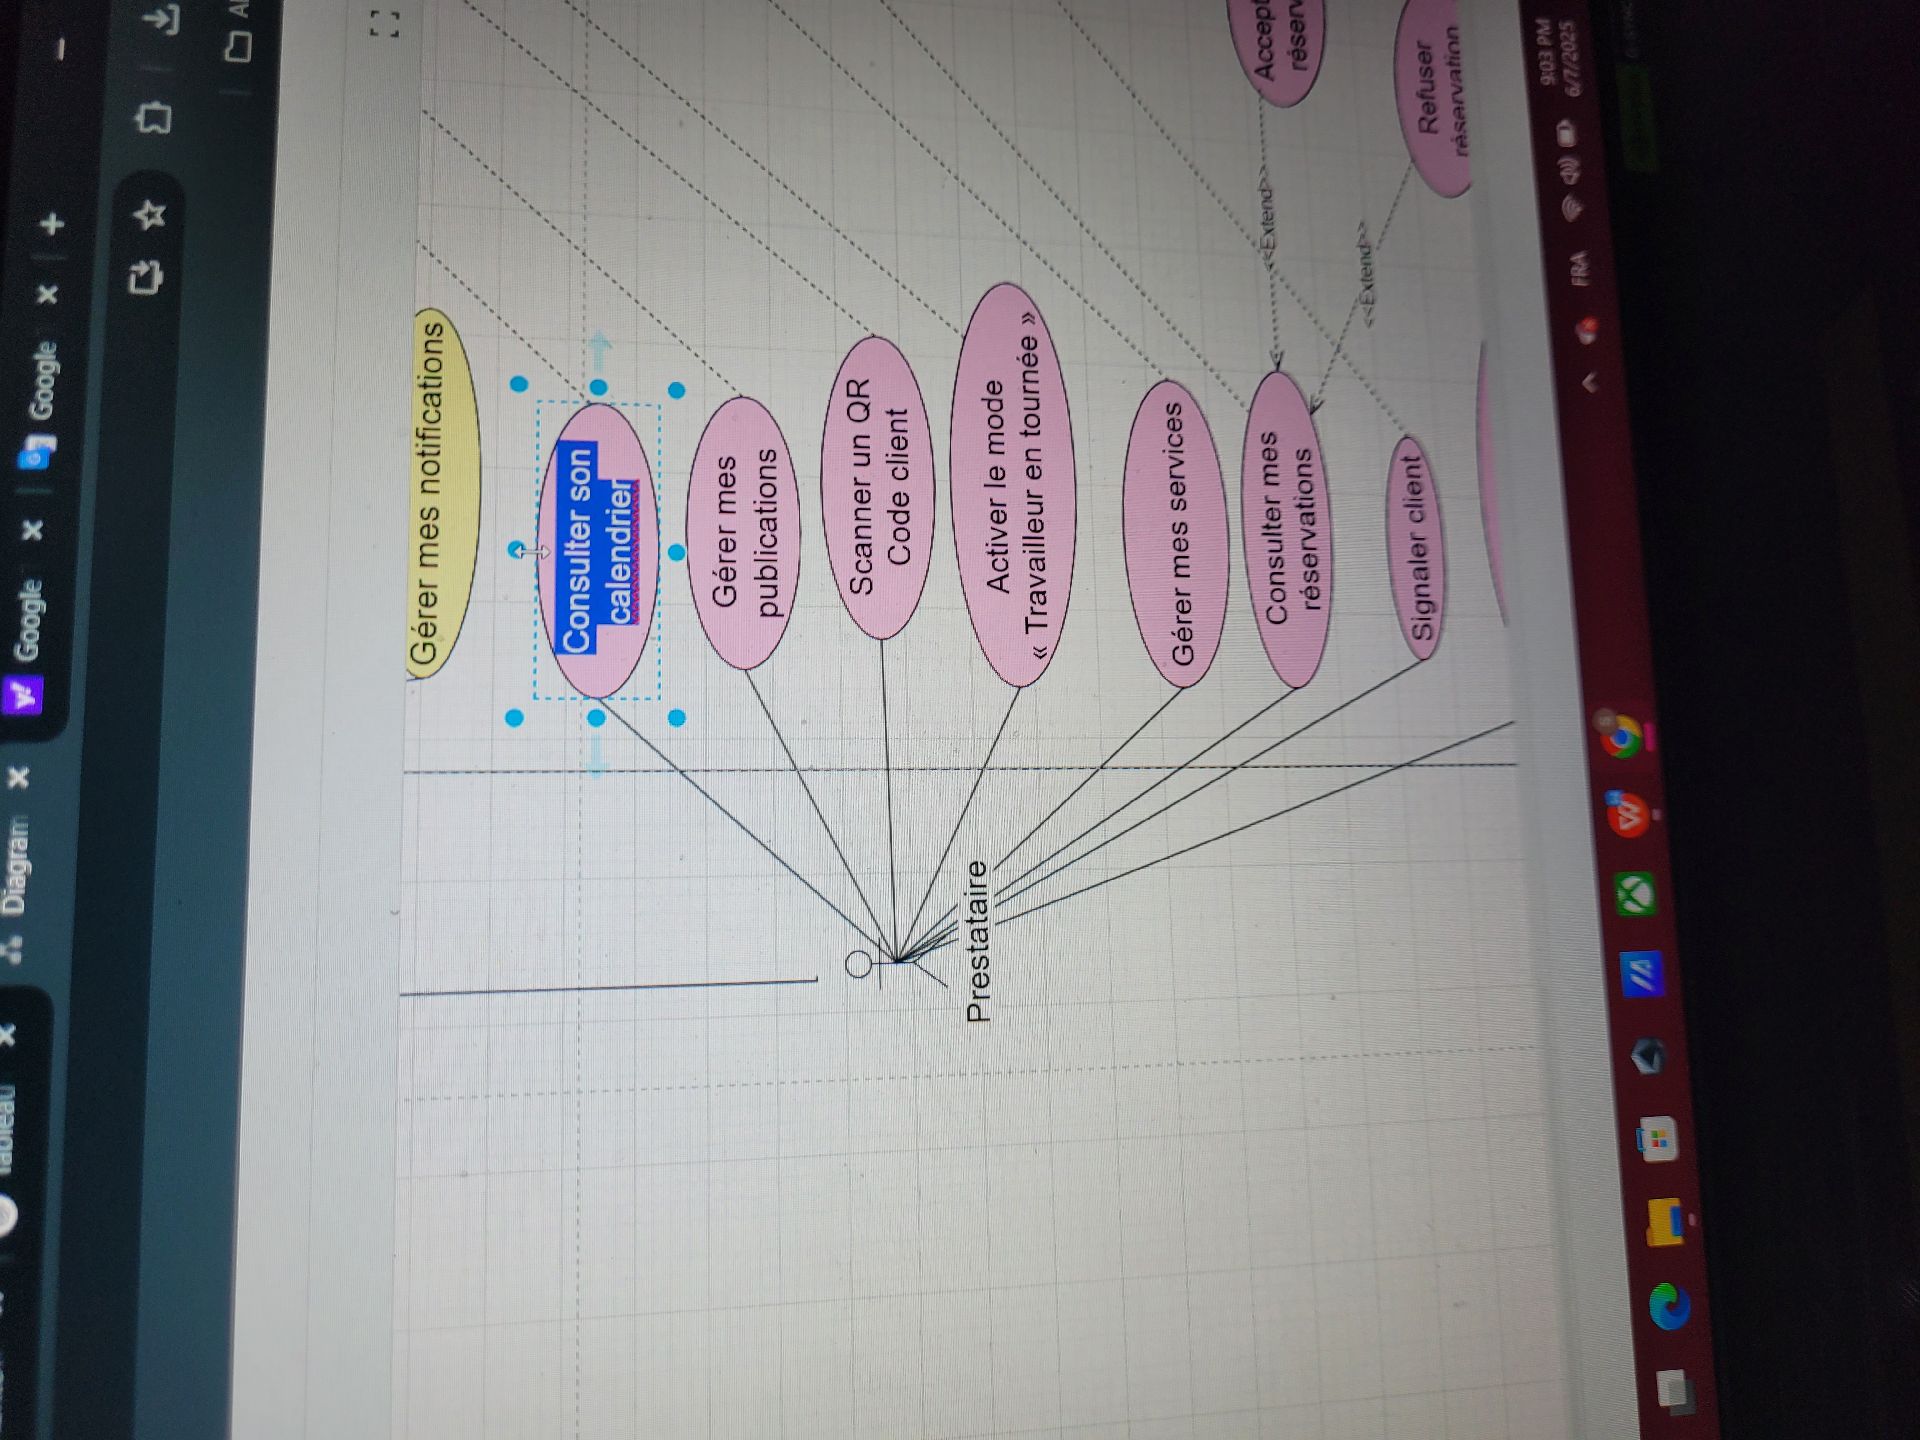 Tableau
Diagram
Google
Google
Gérer mes notifications
Consulter son
calendrier
Gérer mes
publications
Scanner un QR
Code client
Prestataire
Activer le mode
« Travailleur en tournée »
Gérer mes services
Consulter mes
réservations
<<Extend>>
Accept
réserv
<<Extend>>
Signaler client
Refuser
réservation
FRA
9:03 PM
6/7/2025